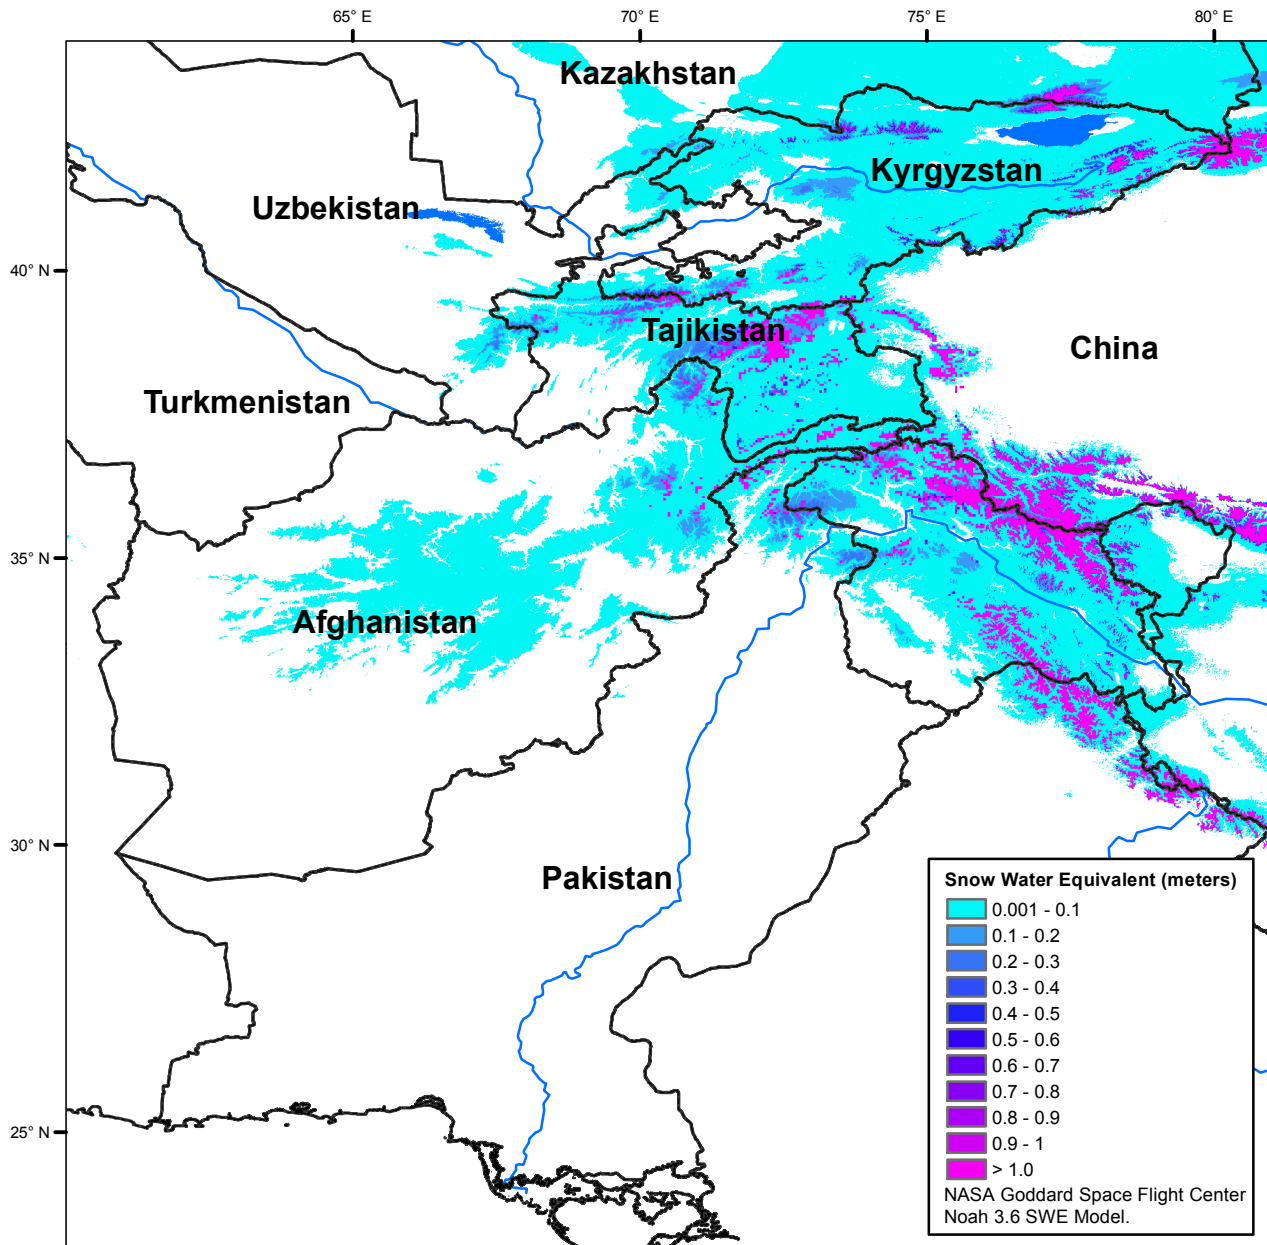 65° E
70° E
75° E
80° E
Kazakhstan
Kyrgyzstan
Uzbekistan
40° N
Tajikistan
China
Turkmenistan
35° N
Afghanistan
30° N
Pakistan
25° N
Snow Water Equivalent (meters)
0.001 - 0.1
0.1 - 0.2
0.2 - 0.3
0.3 - 0.4
0.4 - 0.5
0.5 - 0.6
0.6 - 0.7
0.7 - 0.8
0.8 - 0.9
0.9 - 1
> 1.0
NASA Goddard Space Flight Center
Noah 3.6 SWE Model.